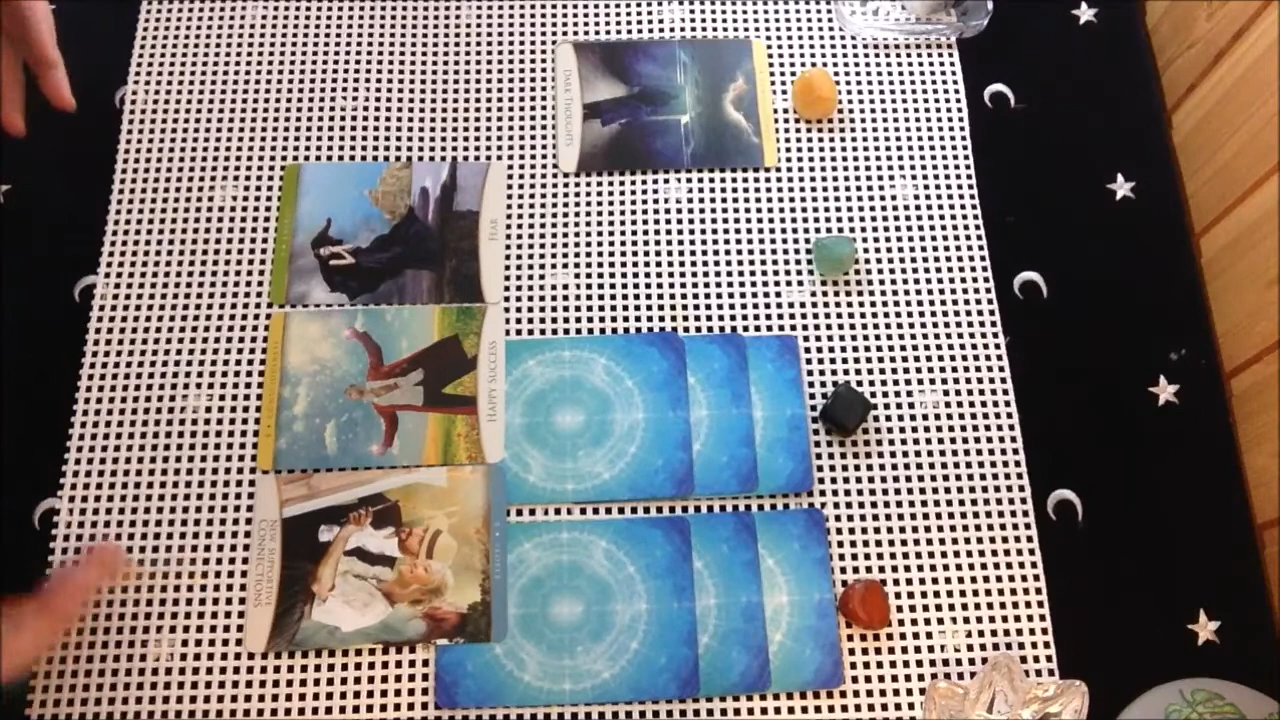 DARK THOUGHTS
FEAR
HAPPY SUCCESS
NEW SUPPORTIVE
CONNECTIONS